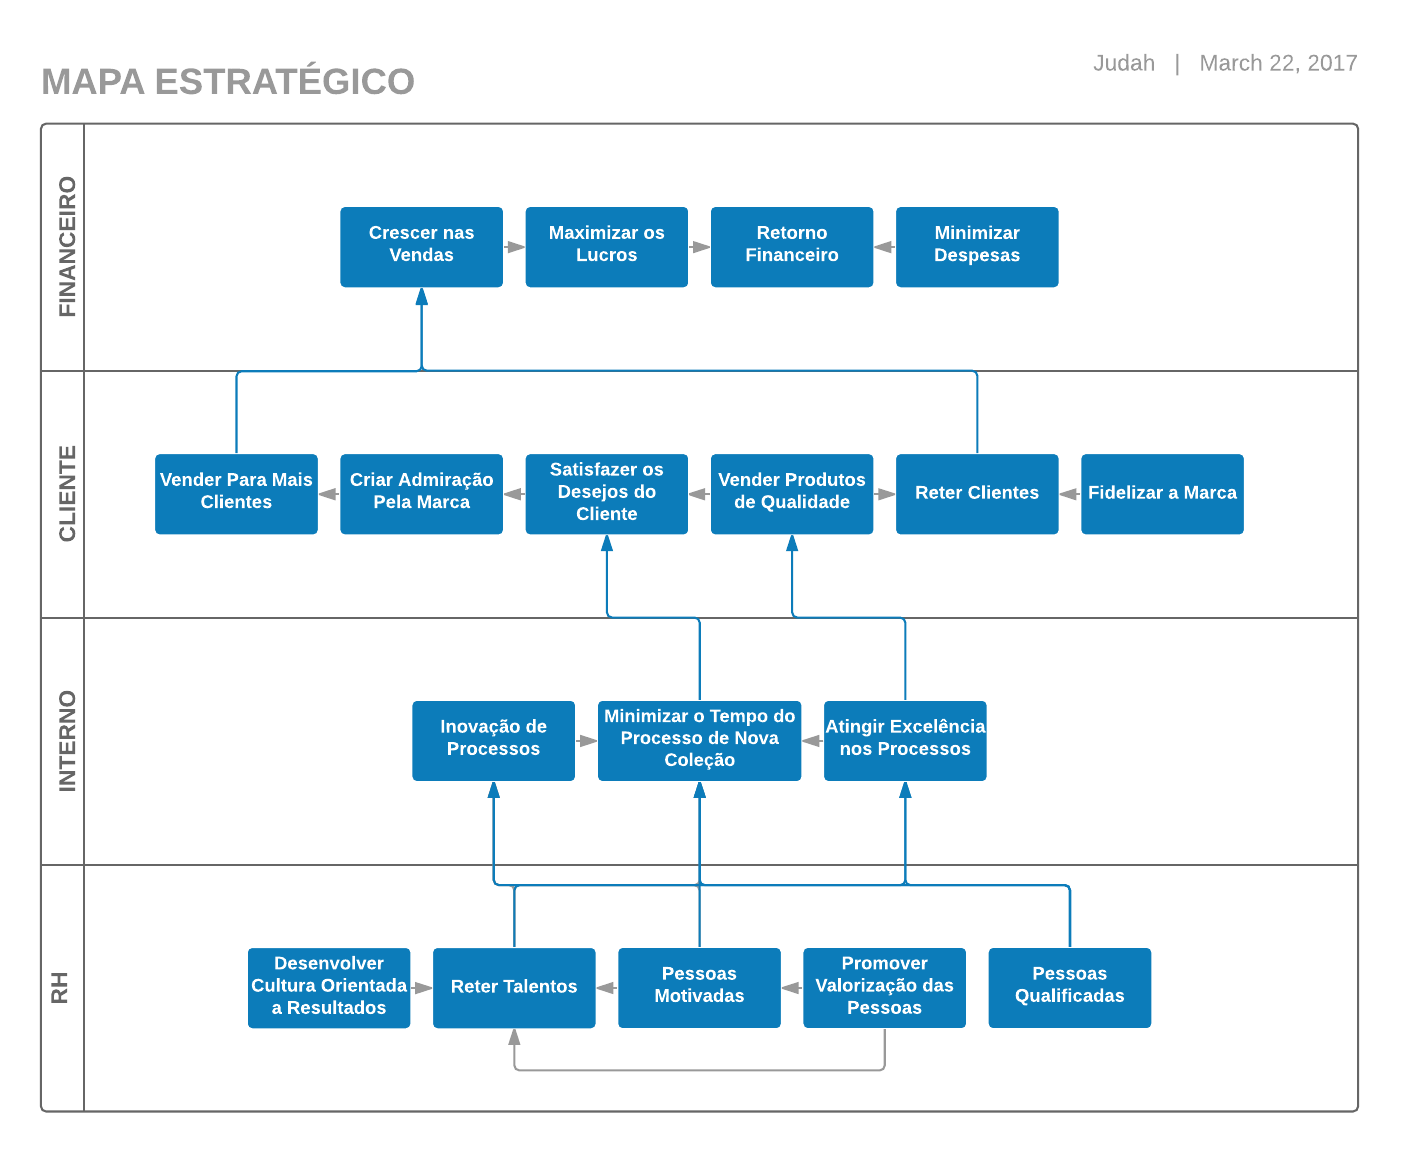 MAPA ESTRATÉGICO
Judah | March 22, 2017
FINANCEIRO
Crescer nas
Vendas
Maximizar os
Lucros
Retorno
Financeiro
Minimizar
Despesas
CLIENTE
Vender Para Mais
Clientes
Criar Admiração
Pela Marca
Satisfazer os
Desejos do
Cliente
Vender Produtos
de Qualidade
Reter Clientes
Fidelizar a Marca
INTERNO
Inovação de
Processos
Minimizar o Tempo do
Processo de Nova
Coleção
Atingir Excelência
nos Processos
RH
Desenvolver
Cultura Orientada
a Resultados
Reter Talentos
Pessoas
Motivadas
Promover
Valorização das
Pessoas
Pessoas
Qualificadas